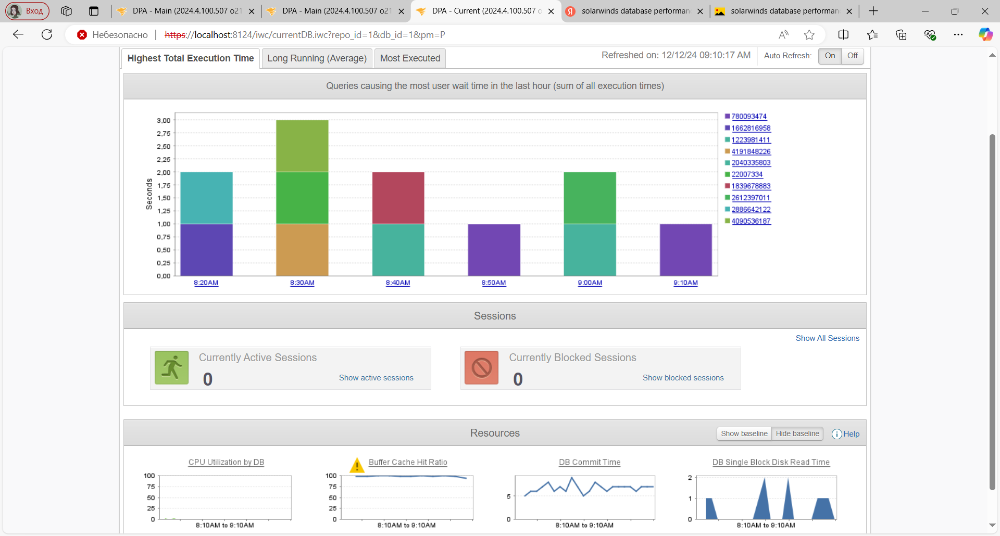 Вход
DPA - Main (2024.4.100.507 o21
DPA - Main (2024.4.100.507 o21
DPA - Current (2024.4.100.507 o
Я
solarwinds database performan
solarwinds database performan
Небезопасно
https://localhost:8124/iwc/currentDB.iwc?repo_id=1&db_id=1&pm=P
Highest Total Execution Time
Long Running (Average)
Most Executed
Refreshed on: 12/12/24 09:10:17 AM
Auto Refresh:
On
Off
Queries causing the most user wait time in the last hour (sum of all execution times)
Seconds
3,00
2,75
2,50
2,25
2,00
1,75
1,50
1,25
1,00
0,75
0,50
0,25
0,00
8:20AM
8:30AM
8:40AM
8:50AM
9:00AM
9:10AM
780093474
1662816958
1223981411
4191848226
2040335803
22007334
1839678883
2612397011
2886642122
4090536187
Sessions
Show All Sessions
Currently Active Sessions
0
Show active sessions
Currently Blocked Sessions
0
Show blocked sessions
Resources
Show baseline
Hide baseline
Help
CPU Utilization by DB
100
75
50
25
0
8:10AM to 9:10AM
Buffer Cache Hit Ratio
100
75
50
25
0
8:10AM to 9:10AM
DB Commit Time
5
0
8:10AM to 9:10AM
DB Single Block Disk Read Time
2
1
0
8:10AM to 9:10AM